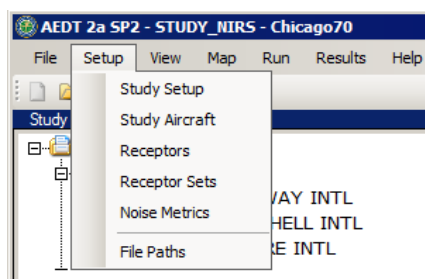 AEDT 2a SP2 - STUDY_NIRS - Chicago70
File Setup View Map Run Results Help
Study Setup
Study
Study Aircraft
Receptors
Receptor Sets
Noise Metrics
File Paths
WAY INTL
HELL INTL
RE INTL